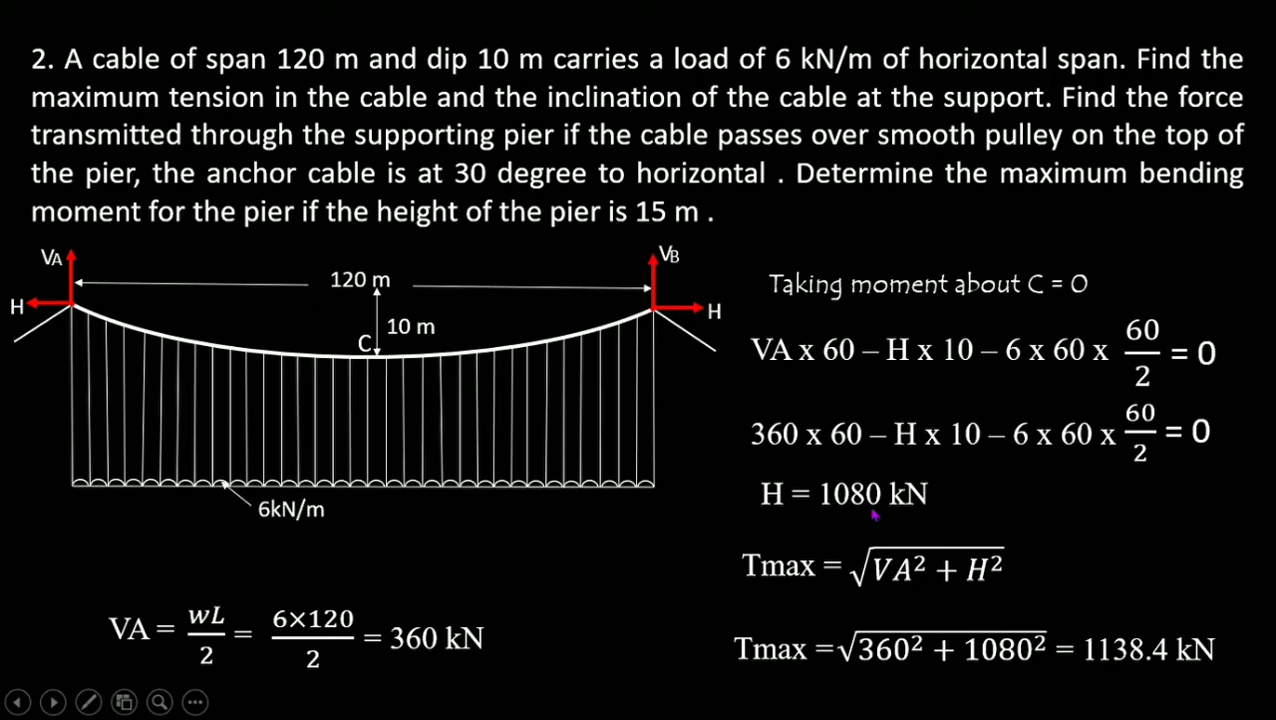 2. A cable of span 120 m and dip 10 m carries a load of 6 kN/m of horizontal span. Find the
maximum tension in the cable and the inclination of the cable at the support. Find the force
transmitted through the supporting pier if the cable passes over smooth pulley on the top of
the pier, the anchor cable is at 30 degree to horizontal . Determine the maximum bending
moment for the pier if the height of the pier is 15 m .
VA
VB
120 m
H
H
10 m
C
6kN/m
VA = wL/2 = 6×120/2 = 360 kN
Taking moment about C = 0
VA x 60 – H x 10 – 6 x 60 x 60/2 = 0
360 x 60 – H x 10 – 6 x 60 x 60/2 = 0
H = 1080 kN
Tmax = √(VA² + H²)
Tmax = √(360² + 1080²) = 1138.4 kN